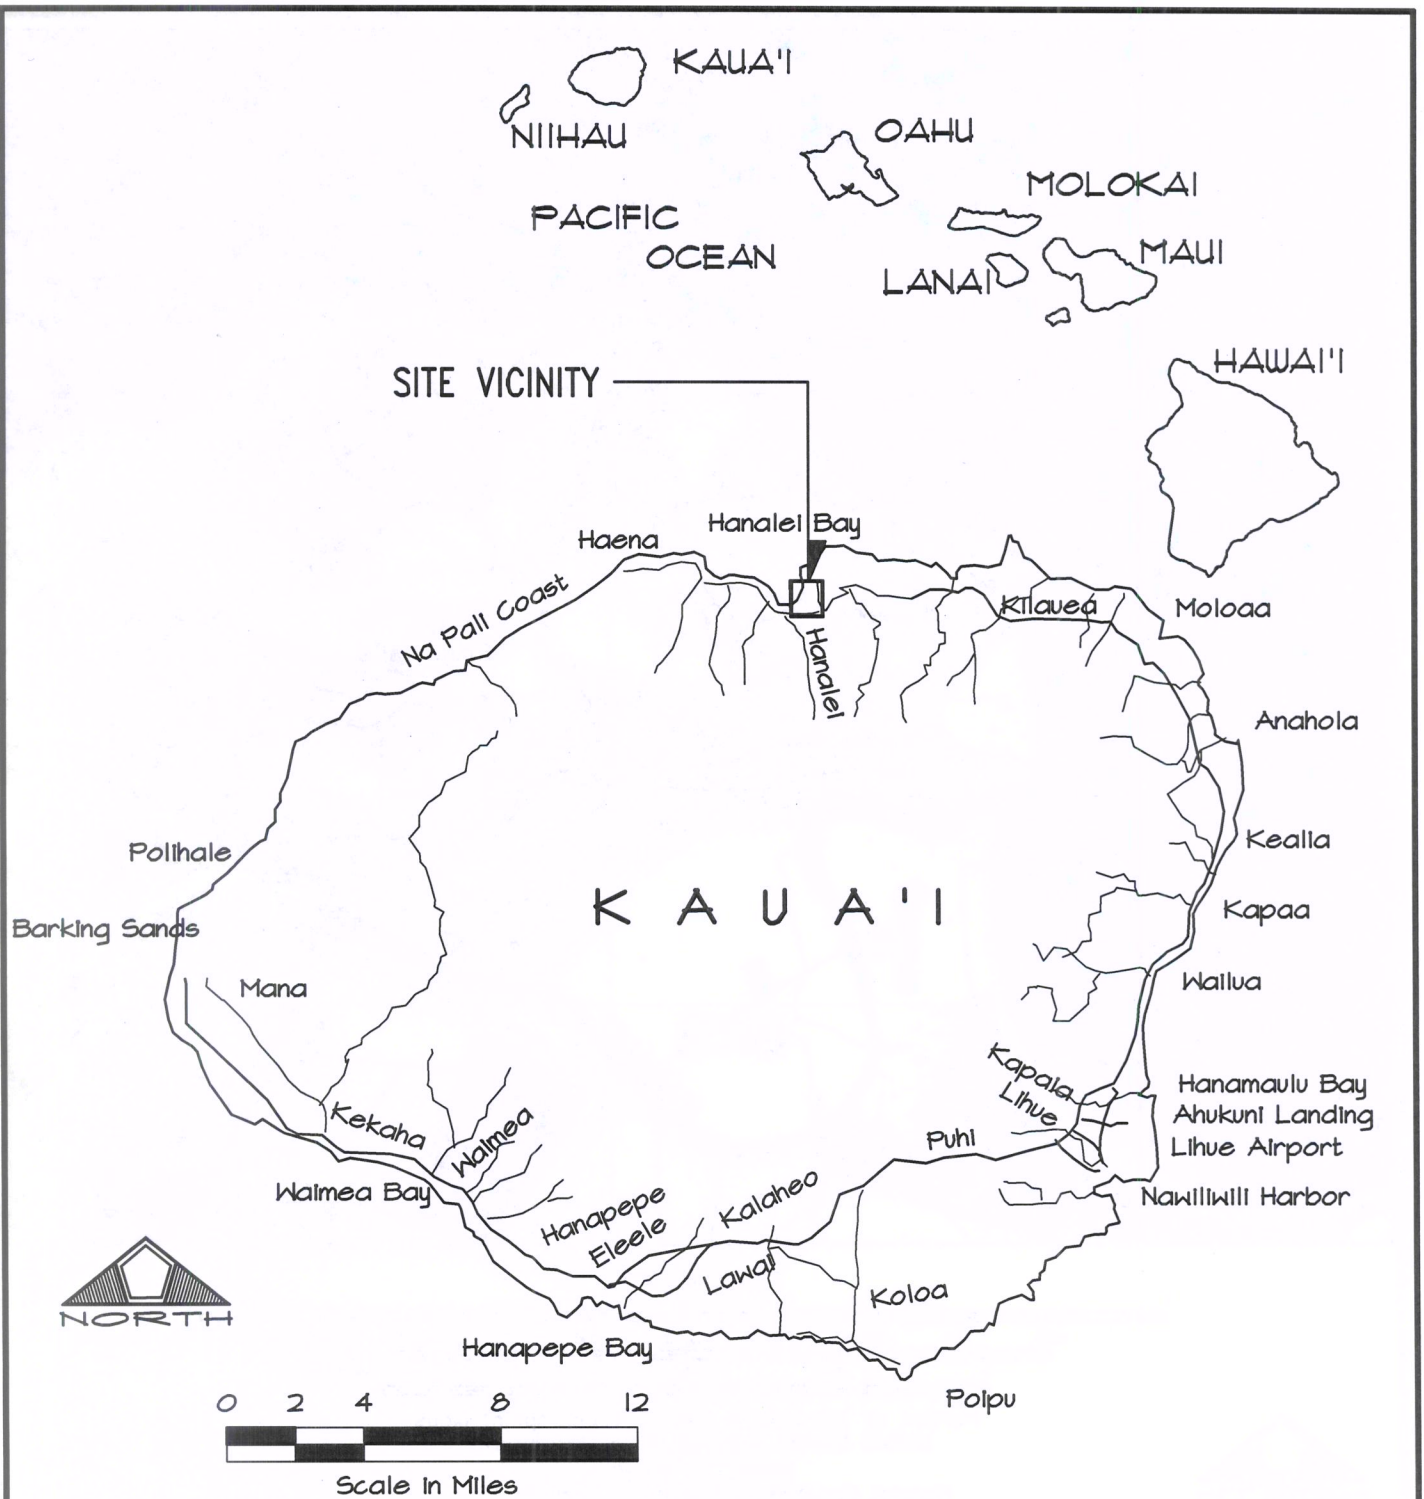 KAUA'I
NIIHAU
OAHU
MOLOKAI
PACIFIC
OCEAN
MAUI
LANAI
HAWAI'I
SITE VICINITY
Hanalei Bay
Haena
Na Pali Coast
Kilauea
Moloaa
Hanalei
Anahola
Polihale
Kealia
KAUA'I
Kapaa
Barking Sands
Mana
Wailua
Kapaia
Lihue
Hanamaulu Bay
Ahukuni Landing
Lihue Airport
Kekaha
Waimea
Puhi
Waimea Bay
Nawiliwili Harbor
Hanapepe
Eleele
Kalaheo
Lawai
Koloa
NORTH
Hanapepe Bay
Poipu
0 2 4 8 12
Scale in Miles